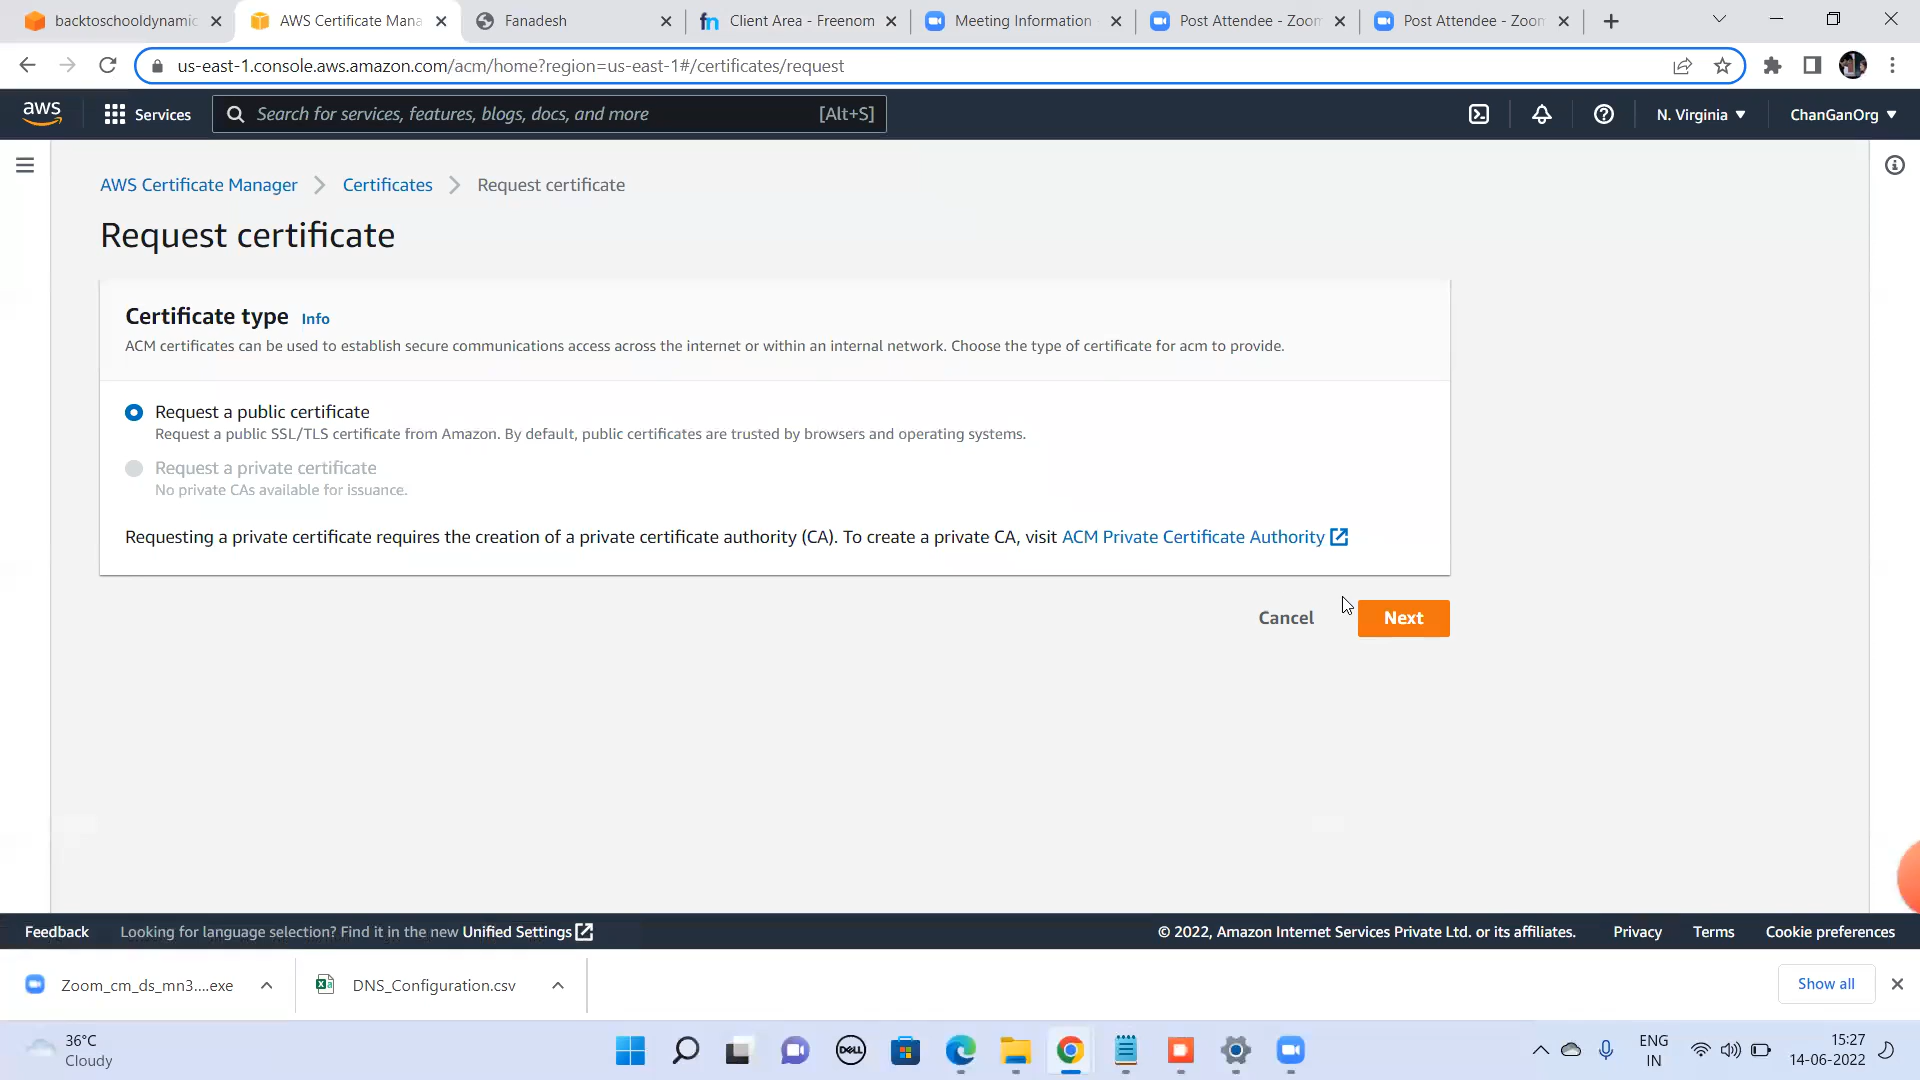 backtoschooldynamic
AWS Certificate Mana
Fanadesh
fn Client Area - Freenom
Meeting Information
Post Attendee - Zoom
Post Attendee - Zoom
us-east-1.console.aws.amazon.com/acm/home?region=us-east-1#/certificates/request
aws
Services
Search for services, features, blogs, docs, and more
[Alt+S]
N. Virginia
ChanGanOrg
AWS Certificate Manager
Certificates
Request certificate
Request certificate
Certificate type Info
ACM certificates can be used to establish secure communications access across the internet or within an internal network. Choose the type of certificate for acm to provide.
Request a public certificate
Request a public SSL/TLS certificate from Amazon. By default, public certificates are trusted by browsers and operating systems.
Request a private certificate
No private CAs available for issuance.
Requesting a private certificate requires the creation of a private certificate authority (CA). To create a private CA, visit ACM Private Certificate Authority
Cancel
Next
Feedback
Looking for language selection? Find it in the new Unified Settings
© 2022, Amazon Internet Services Private Ltd. or its affiliates.
Privacy
Terms
Cookie preferences
Zoom_cm_ds_mn3....exe
DNS_Configuration.csv
Show all
36°C
Cloudy
DELL
ENG
IN
15:27
14-06-2022